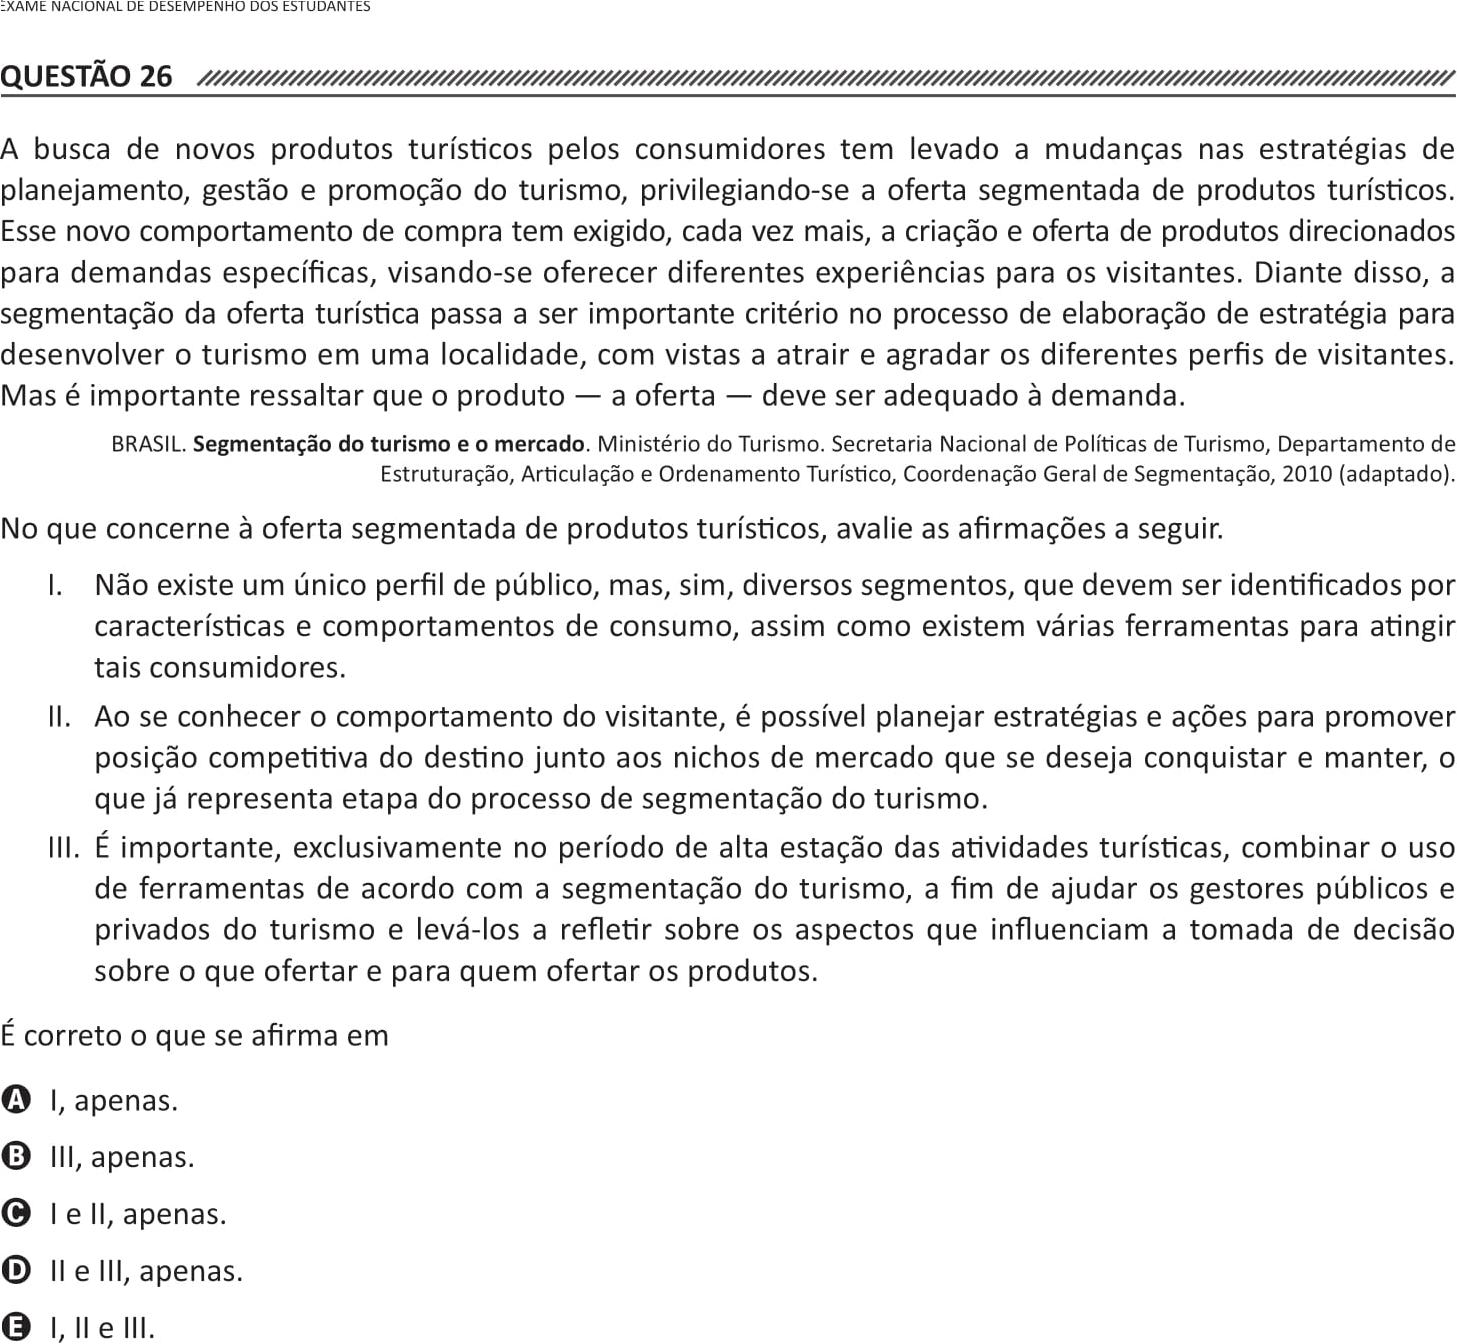 EXAME NACIONAL DE DESEMPENHO DOS ESTUDANTES
QUESTÃO 26
A busca de novos produtos turísticos pelos consumidores tem levado a mudanças nas estratégias de
planejamento, gestão e promoção do turismo, privilegiando-se a oferta segmentada de produtos turísticos.
Esse novo comportamento de compra tem exigido, cada vez mais, a criação e oferta de produtos direcionados
para demandas específicas, visando-se oferecer diferentes experiências para os visitantes. Diante disso, a
segmentação da oferta turística passa a ser importante critério no processo de elaboração de estratégia para
desenvolver o turismo em uma localidade, com vistas a atrair e agradar os diferentes perfis de visitantes.
Mas é importante ressaltar que o produto — a oferta — deve ser adequado à demanda.
BRASIL. Segmentação do turismo e o mercado. Ministério do Turismo. Secretaria Nacional de Políticas de Turismo, Departamento de
Estruturação, Articulação e Ordenamento Turístico, Coordenação Geral de Segmentação, 2010 (adaptado).
No que concerne à oferta segmentada de produtos turísticos, avalie as afirmações a seguir.
I. Não existe um único perfil de público, mas, sim, diversos segmentos, que devem ser identificados por
características e comportamentos de consumo, assim como existem várias ferramentas para atingir
tais consumidores.
II. Ao se conhecer o comportamento do visitante, é possível planejar estratégias e ações para promover
posição competitiva do destino junto aos nichos de mercado que se deseja conquistar e manter, o
que já representa etapa do processo de segmentação do turismo.
III. É importante, exclusivamente no período de alta estação das atividades turísticas, combinar o uso
de ferramentas de acordo com a segmentação do turismo, a fim de ajudar os gestores públicos e
privados do turismo e levá-los a refletir sobre os aspectos que influenciam a tomada de decisão
sobre o que ofertar e para quem ofertar os produtos.
É correto o que se afirma em
A I, apenas.
B III, apenas.
C I e II, apenas.
D II e III, apenas.
E I, II e III.